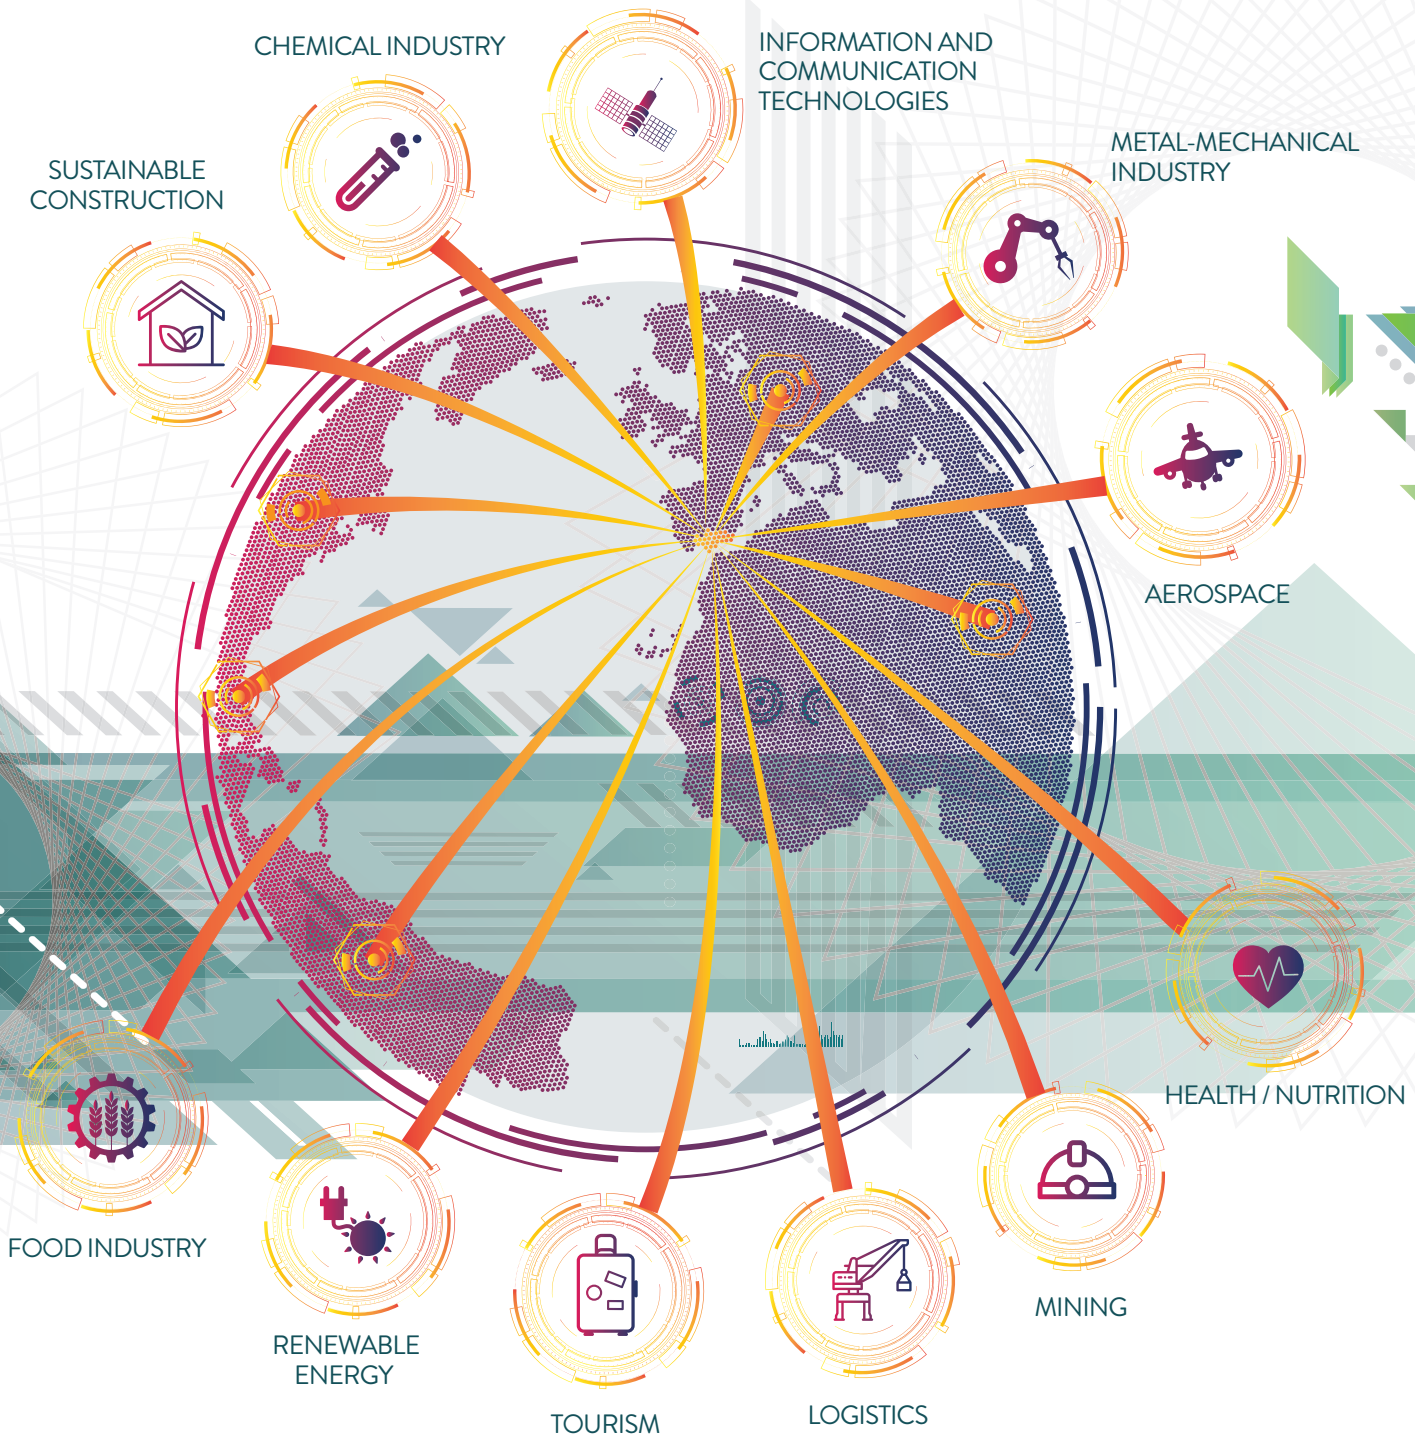 CHEMICAL INDUSTRY
INFORMATION AND
COMMUNICATION
TECHNOLOGIES
METAL-MECHANICAL
INDUSTRY
SUSTAINABLE
CONSTRUCTION
AEROSPACE
HEALTH / NUTRITION
FOOD INDUSTRY
RENEWABLE
ENERGY
MINING
TOURISM
LOGISTICS